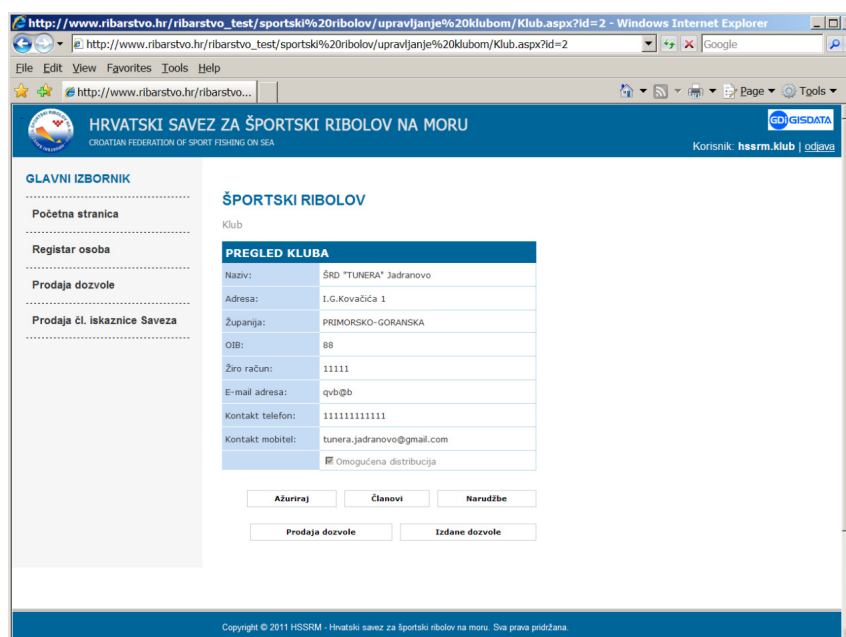 http://www.ribarstvo.hr/ribarstvo_test/sportski%20ribolov/upravljanje%20klubom/Klub.aspx?id=2 - Windows Internet Explorer
http://www.ribarstvo.hr/ribarstvo_test/sportski%20ribolov/upravljanje%20klubom/Klub.aspx?id=2
Google
File Edit View Favorites Tools Help
http://www.ribarstvo.hr/ribarstvo...
Page Tools
HRVATSKI SAVEZ ZA ŠPORTSKI RIBOLOV NA MORU
CROATIAN FEDERATION OF SPORT FISHING ON SEA
GDi GISDATA
Korisnik: hssrm.klub | odjava
GLAVNI IZBORNIK
Početna stranica
Registar osoba
Prodaja dozvole
Prodaja čl. iskaznice Saveza
ŠPORTSKI RIBOLOV
Klub
PREGLED KLUBA
Naziv: ŠRD "TUNERA" Jadranovo
Adresa: I.G.Kovačića 1
Županija: PRIMORSKO-GORANSKA
OIB: 88
Žiro račun: 11111
E-mail adresa: qvb@b
Kontakt telefon: 111111111111
Kontakt mobitel: tunera.jadranovo@gmail.com
Omogućena distribucija
Ažuriraj Članovi Narudžbe
Prodaja dozvole Izdane dozvole
Copyright © 2011 HSSRM - Hrvatski savez za športski ribolov na moru. Sva prava pridržana.